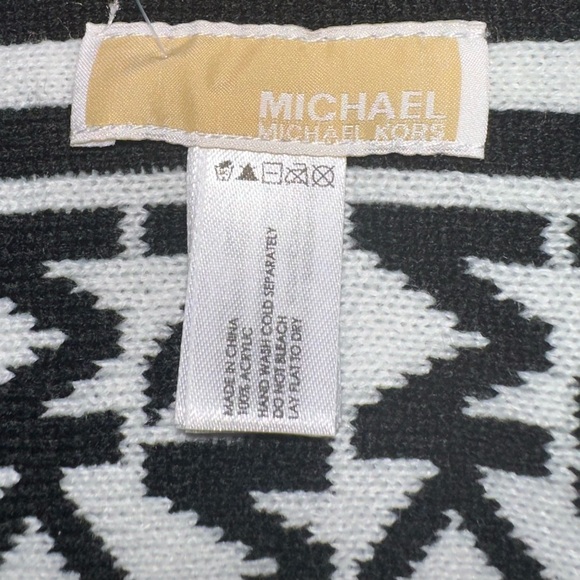 MICHAEL
MICHAEL KORS
MADE IN CHINA
100% ACRYLIC
HAND WASH COLD SEPARATELY
DO NOT BLEACH
LAY FLAT TO DRY